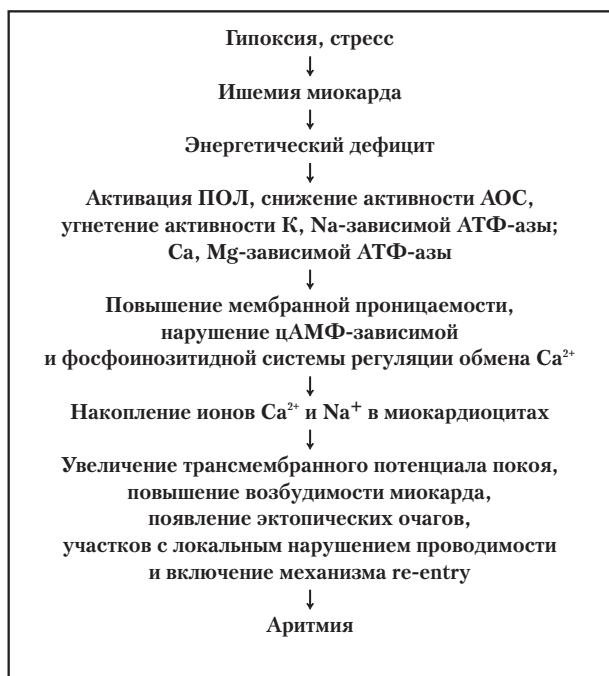 Гипоксия, стресс
↓
Ишемия миокарда
↓
Энергетический дефицит
↓
Активация ПОЛ, снижение активности АОС,
угнетение активности К, Na-зависимой АТФ-азы;
Ca, Mg-зависимой АТФ-азы
↓
Повышение мембранной проницаемости,
нарушение цАМФ-зависимой
и фосфоинозитидной системы регуляции обмена Ca²⁺
↓
Накопление ионов Ca²⁺ и Na⁺ в миокардиоцитах
↓
Увеличение трансмембранного потенциала покоя,
повышение возбудимости миокарда,
появление эктопических очагов,
участков с локальным нарушением проводимости
и включение механизма re-entry
↓
Аритмия